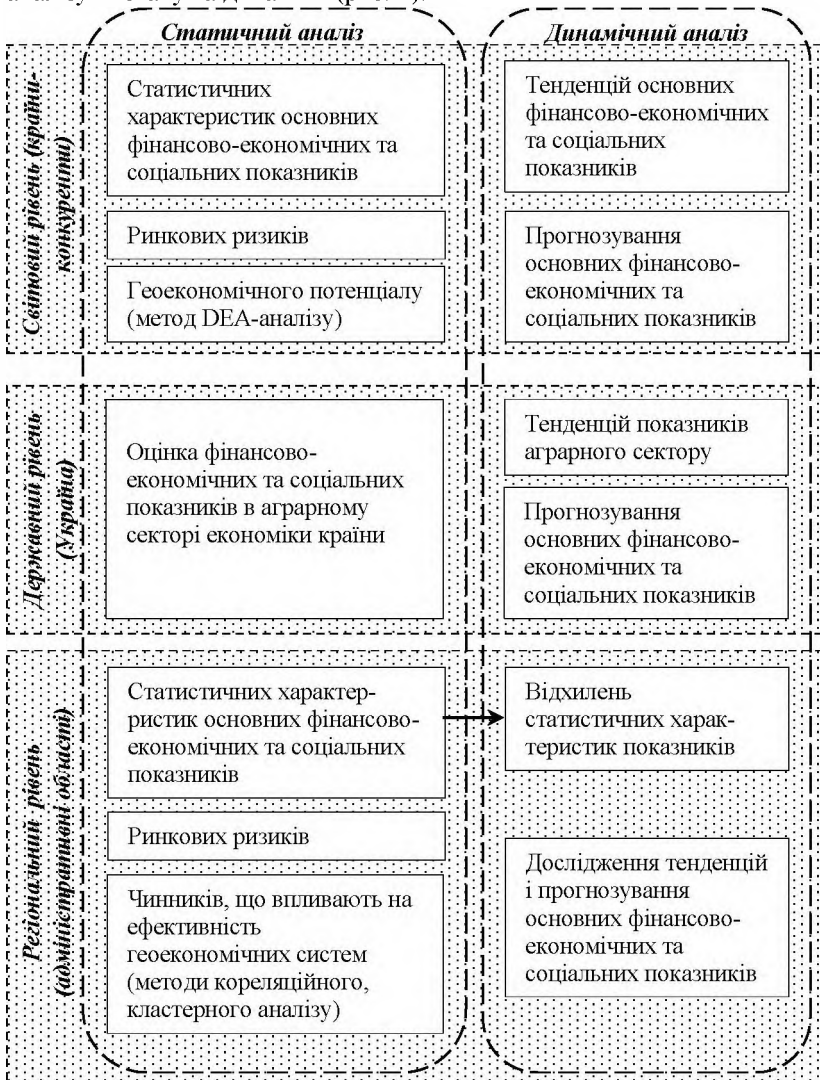 Статичний аналіз
Динамічний аналіз
Світовий рівень (країни-
конкуренти)
Статистичних
характеристик основних
фінансово-економічних та
соціальних показників
Ринкових ризиків
Геоекономічного потенціалу
(метод DEA-аналізу)
Тенденцій основних
фінансово-економічних
та соціальних
показників
Прогнозування
основних фінансово-
економічних та
соціальних показників
Державний рівень
(Україна)
Оцінка фінансово-
економічних та соціальних
показників в аграрному
секторі економіки країни
Тенденцій показників
аграрного сектору
Прогнозування
основних фінансово-
економічних та
соціальних показників
Регіональний рівень
(адміністративні області)
Статистичних характер-
ристик основних фінансово-
економічних та соціальних
показників
Ринкових ризиків
Чинників, що впливають на
ефективність
геоекономічних систем
(методи кореляційного,
кластерного аналізу)
Відхилень
статистичних харак-
теристик показників
Дослідження тенденцій
і прогнозування
основних фінансово-
економічних та
соціальних показників